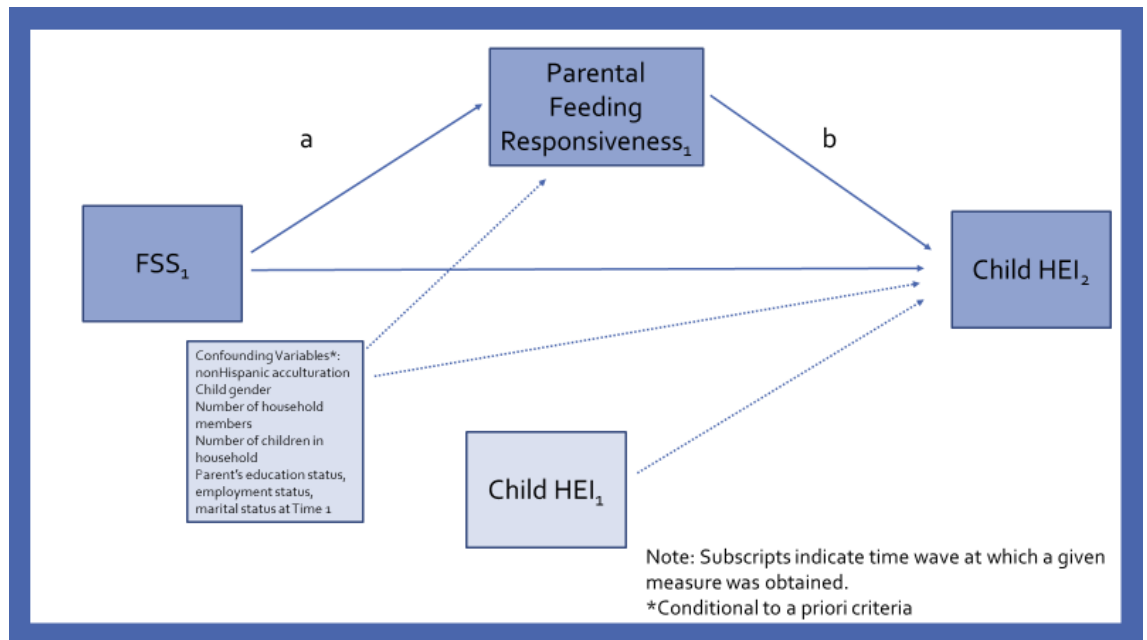 Parental
Feeding
Responsiveness₁
a
b
FSS₁
Child HEI₂
Confounding Variables*:
nonHispanic acculturation
Child gender
Number of household
members
Number of children in
household
Parent's education status,
employment status,
marital status at Time 1
Child HEI₁
Note: Subscripts indicate time wave at which a given
measure was obtained.
*Conditional to a priori criteria